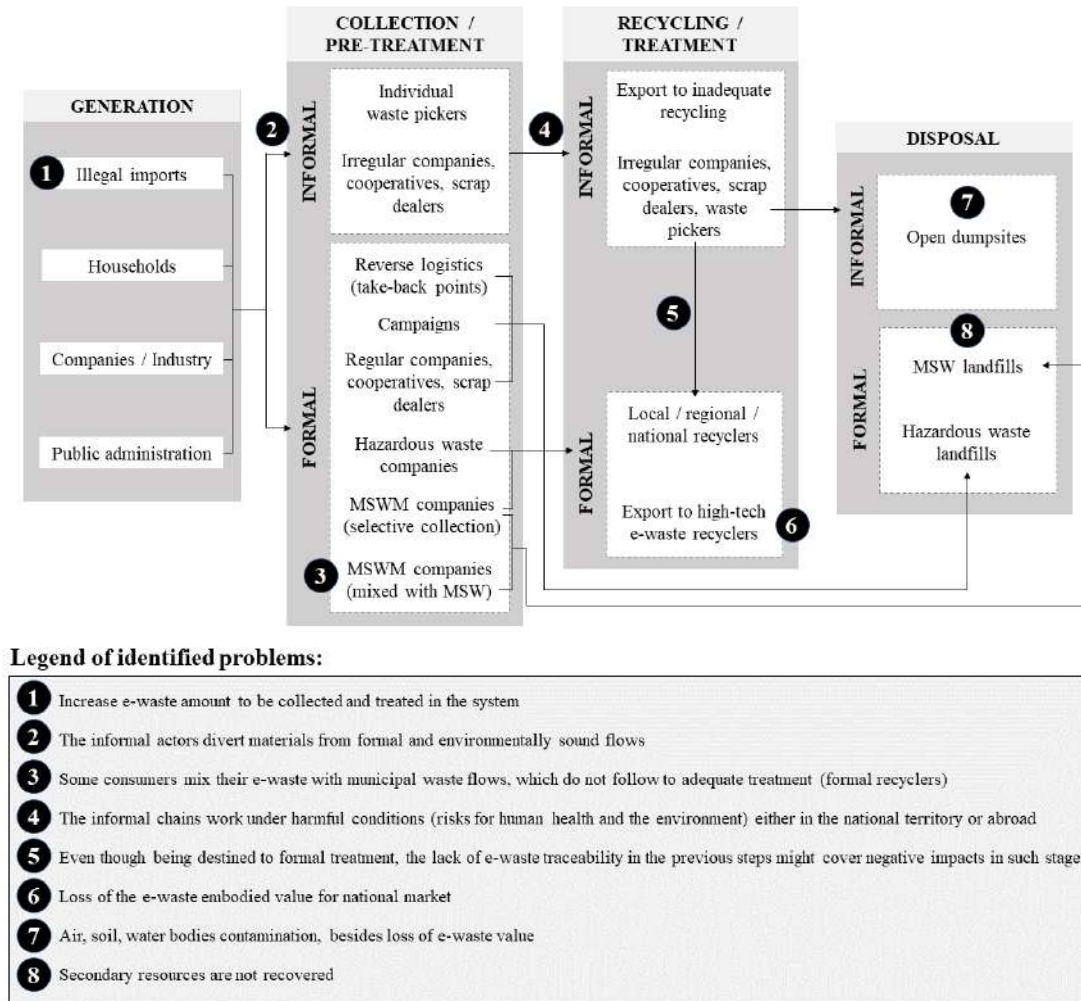 COLLECTION /
PRE-TREATMENT
RECYCLING /
TREATMENT
GENERATION
1
Illegal imports
Households
Companies / Industry
Public administration
2
INFORMAL
Individual
waste pickers
Irregular companies,
cooperatives, scrap
dealers
FORMAL
Reverse logistics
(take-back points)
Campaigns
Regular companies,
cooperatives, scrap
dealers
Hazardous waste
companies
MSWM companies
(selective collection)
3
MSWM companies
(mixed with MSW)
4
INFORMAL
Export to inadequate
recycling
Irregular companies,
cooperatives, scrap
dealers, waste
pickers
5
FORMAL
Local / regional /
national recyclers
Export to high-tech
e-waste recyclers
6
DISPOSAL
INFORMAL
7
Open dumpsites
8
FORMAL
MSW landfills
Hazardous waste
landfills
Legend of identified problems:
1 Increase e-waste amount to be collected and treated in the system
2 The informal actors divert materials from formal and environmentally sound flows
3 Some consumers mix their e-waste with municipal waste flows, which do not follow to adequate treatment (formal recyclers)
4 The informal chains work under harmful conditions (risks for human health and the environment) either in the national territory or abroad
5 Even though being destined to formal treatment, the lack of e-waste traceability in the previous steps might cover negative impacts in such stage
6 Loss of the e-waste embodied value for national market
7 Air, soil, water bodies contamination, besides loss of e-waste value
8 Secondary resources are not recovered